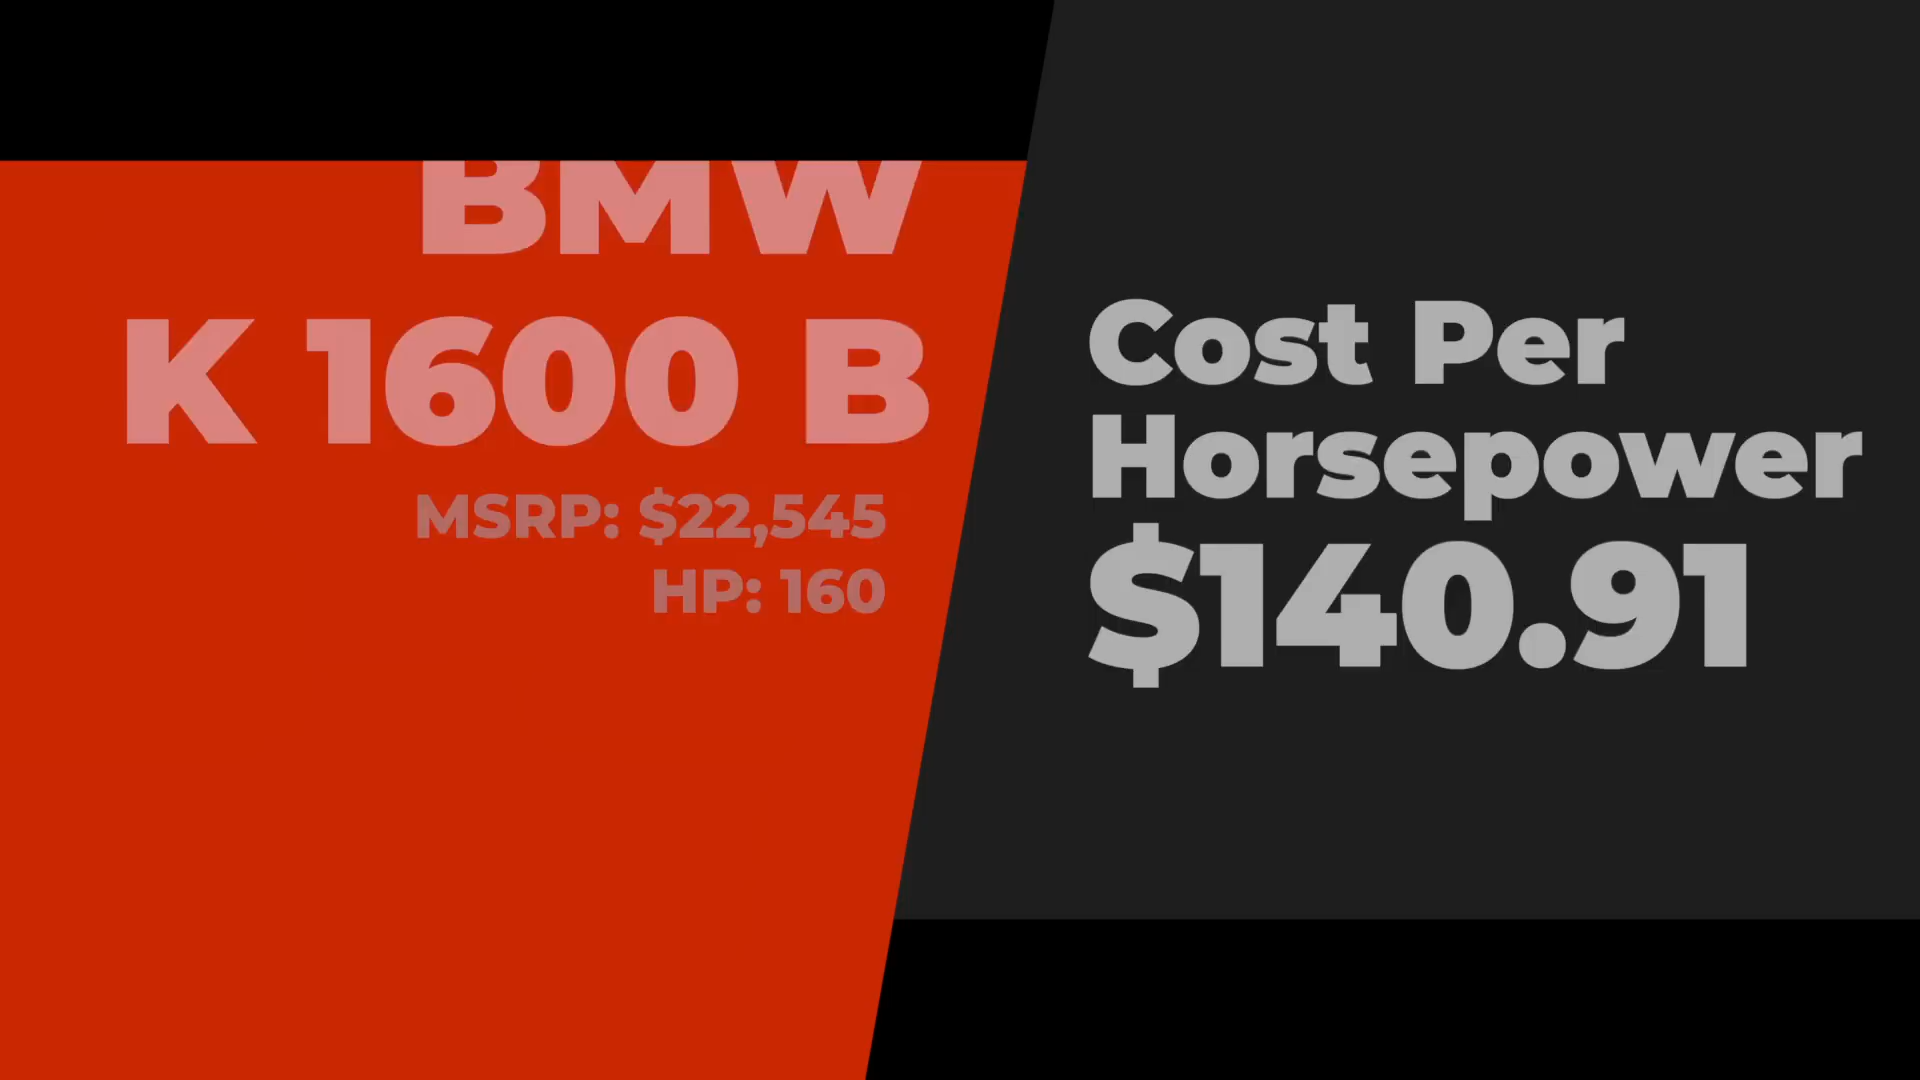 BMW
K 1600 B
MSRP: $22,545
HP: 160
Cost Per
Horsepower
$140.91